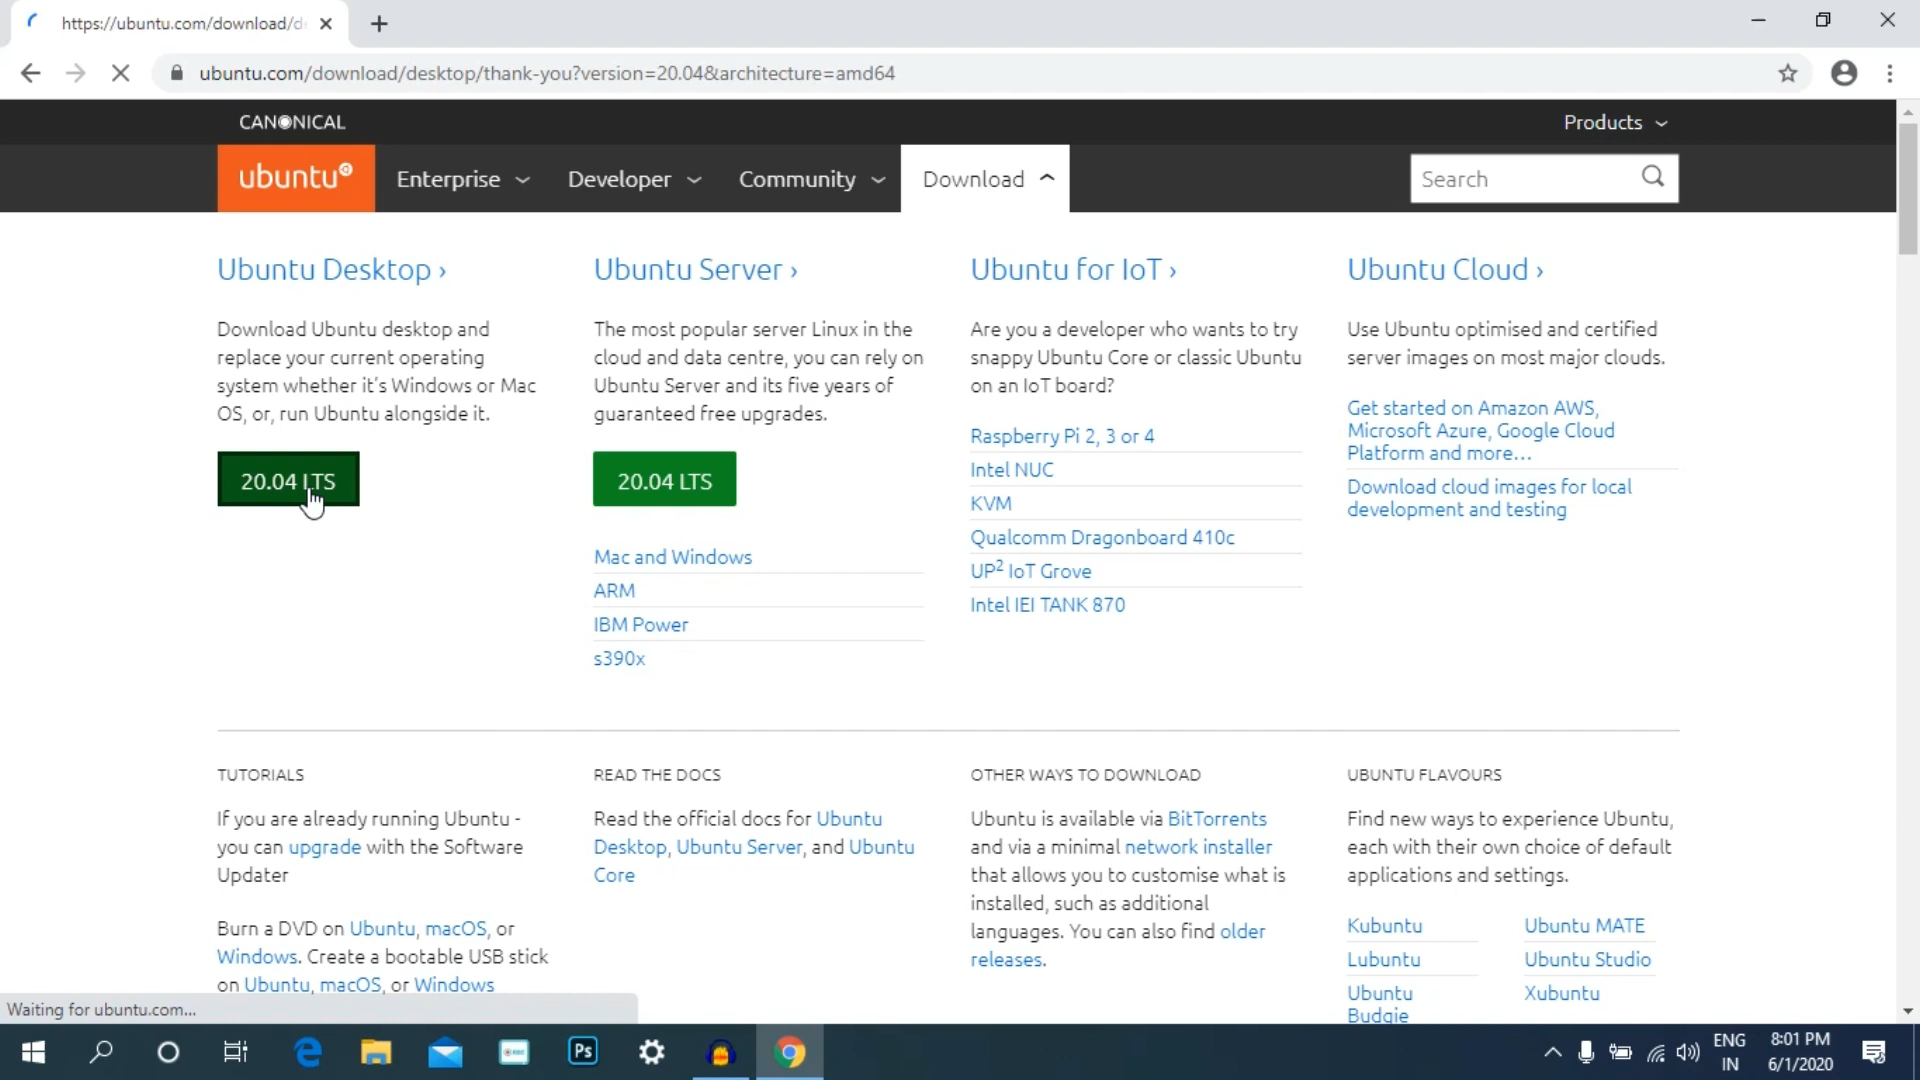 https://ubuntu.com/download/de
ubuntu.com/download/desktop/thank-you?version=20.04&architecture=amd64
CANONICAL
Products
ubuntu
Enterprise
Developer
Community
Download
Search
Ubuntu Desktop ›
Download Ubuntu desktop and
replace your current operating
system whether it's Windows or Mac
OS, or, run Ubuntu alongside it.
20.04 LTS
Ubuntu Server ›
The most popular server Linux in the
cloud and data centre, you can rely on
Ubuntu Server and its five years of
guaranteed free upgrades.
20.04 LTS
Mac and Windows
ARM
IBM Power
s390x
Ubuntu for IoT ›
Are you a developer who wants to try
snappy Ubuntu Core or classic Ubuntu
on an IoT board?
Raspberry Pi 2, 3 or 4
Intel NUC
KVM
Qualcomm Dragonboard 410c
UP² IoT Grove
Intel IEI TANK 870
Ubuntu Cloud ›
Use Ubuntu optimised and certified
server images on most major clouds.
Get started on Amazon AWS,
Microsoft Azure, Google Cloud
Platform and more…
Download cloud images for local
development and testing
TUTORIALS
If you are already running Ubuntu -
you can upgrade with the Software
Updater
Burn a DVD on Ubuntu, macOS, or
Windows. Create a bootable USB stick
on Ubuntu, macOS, or Windows
READ THE DOCS
Read the official docs for Ubuntu
Desktop, Ubuntu Server, and Ubuntu
Core
OTHER WAYS TO DOWNLOAD
Ubuntu is available via BitTorrents
and via a minimal network installer
that allows you to customise what is
installed, such as additional
languages. You can also find older
releases.
UBUNTU FLAVOURS
Find new ways to experience Ubuntu,
each with their own choice of default
applications and settings.
Kubuntu
Lubuntu
Ubuntu
Budgie
Ubuntu MATE
Ubuntu Studio
Xubuntu
Waiting for ubuntu.com...
Ps
ENG
IN
8:01 PM
6/1/2020